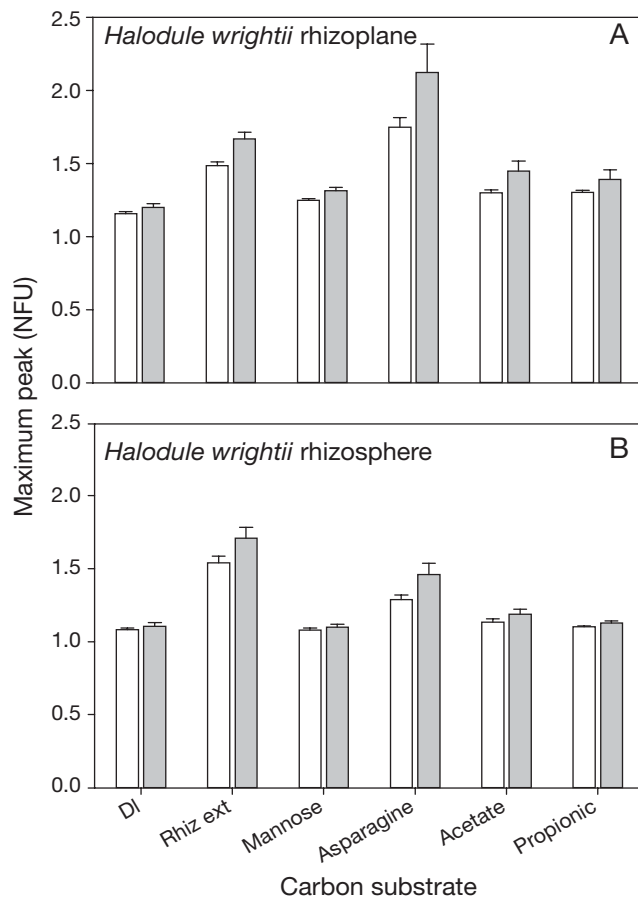 Halodule wrightii rhizoplane
A
2.5
2.0
1.5
1.0
0.5
0.0
Halodule wrightii rhizosphere
B
2.5
2.0
1.5
1.0
0.5
0.0
Maximum peak (NFU)
DI
Rhiz ext
Mannose
Asparagine
Acetate
Propionic
Carbon substrate